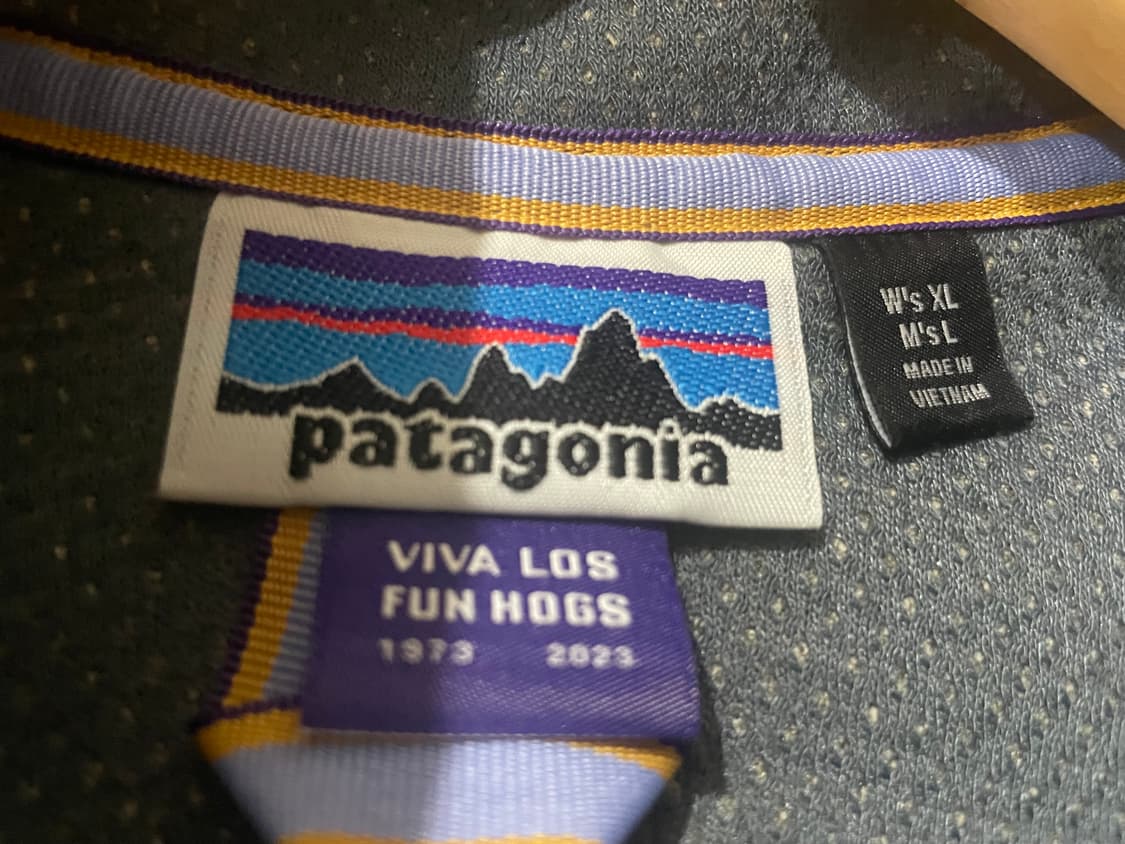 patagonia
W's XL
M's L
MADE IN
VIETNAM
VIVA LOS
FUN HOGS
1973 2023